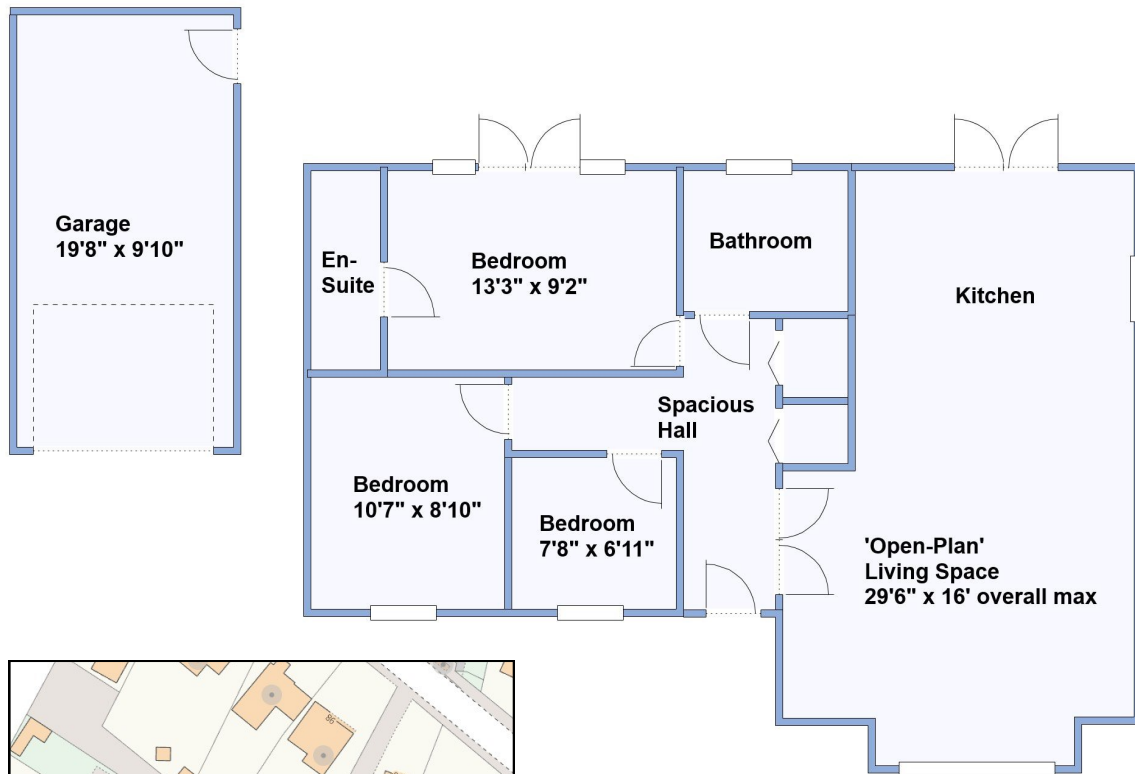 Garage
19'8" x 9'10"
En-
Suite
Bedroom
13'3" x 9'2"
Bathroom
Kitchen
Spacious
Hall
Bedroom
10'7" x 8'10"
Bedroom
7'8" x 6'11"
'Open-Plan'
Living Space
29'6" x 16' overall max